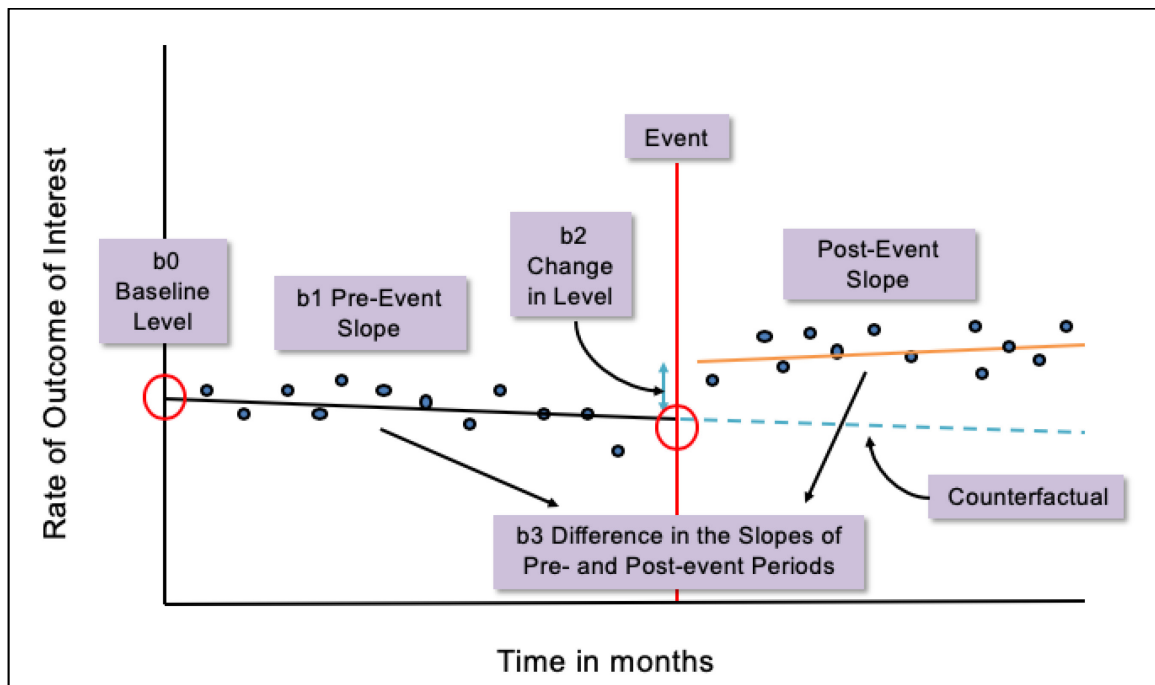 Event
b2
Change
in Level
Post-Event
Slope
b0
Baseline
Level
b1 Pre-Event
Slope
Rate of Outcome of Interest
Counterfactual
b3 Difference in the Slopes of
Pre- and Post-event Periods
Time in months